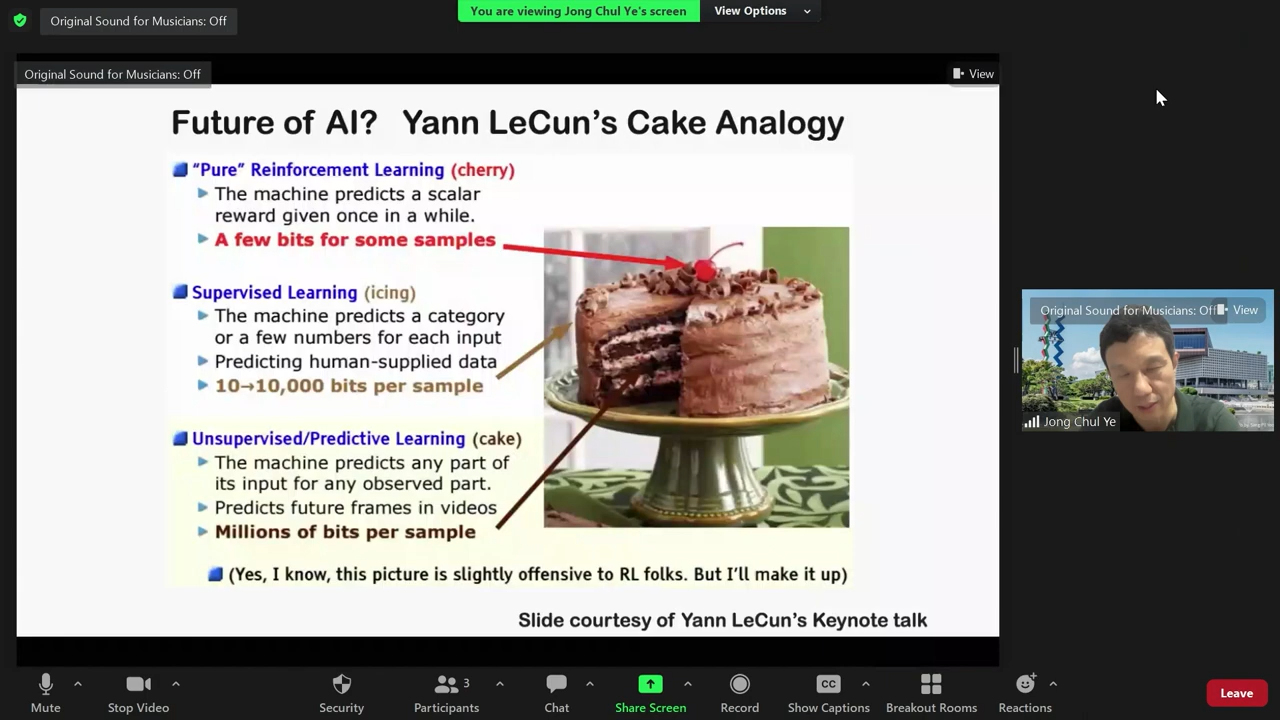 You are viewing Jong Chul Ye's screen
View Options
Original Sound for Musicians: Off
Original Sound for Musicians: Off
View
Future of AI? Yann LeCun's Cake Analogy
"Pure" Reinforcement Learning (cherry)
The machine predicts a scalar
reward given once in a while.
A few bits for some samples
Supervised Learning (icing)
The machine predicts a category
or a few numbers for each input
Predicting human-supplied data
10→10,000 bits per sample
Unsupervised/Predictive Learning (cake)
The machine predicts any part of
its input for any observed part.
Predicts future frames in videos
Millions of bits per sample
(Yes, I know, this picture is slightly offensive to RL folks. But I'll make it up)
Slide courtesy of Yann LeCun's Keynote talk
Original Sound for Musicians: Off
View
Jong Chul Ye
Mute
Stop Video
Security
Participants
3
Chat
Share Screen
Record
CC
Show Captions
Breakout Rooms
Reactions
Leave